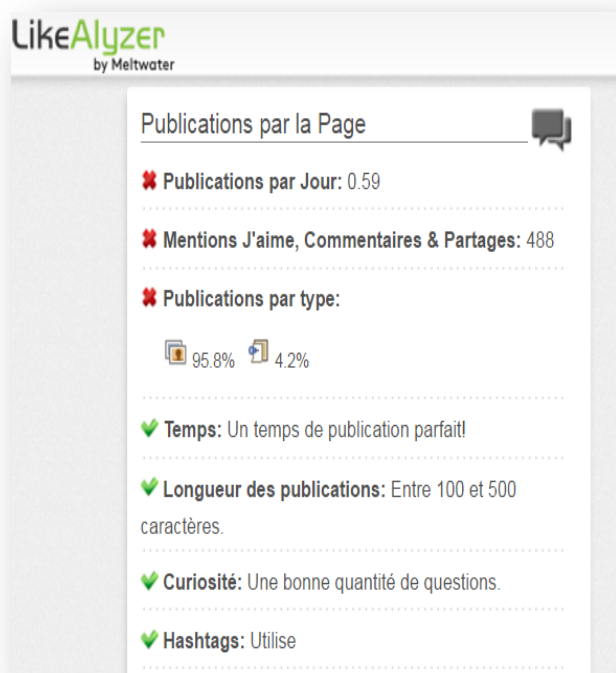 LikeAlyzer
by Meltwater
Publications par la Page
Publications par Jour: 0.59
Mentions J'aime, Commentaires & Partages: 488
Publications par type:
95.8% 4.2%
Temps: Un temps de publication parfait!
Longueur des publications: Entre 100 et 500
caractères.
Curiosité: Une bonne quantité de questions.
Hashtags: Utilise